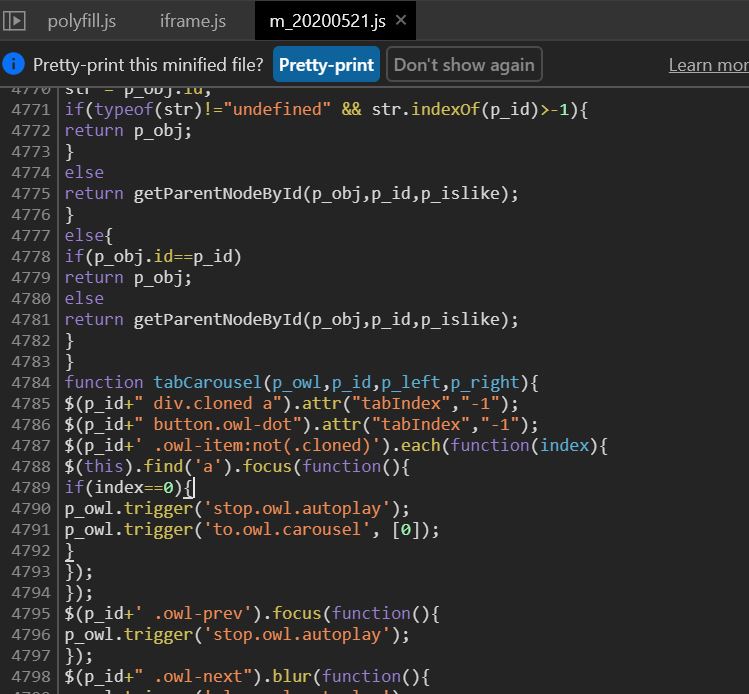 polyfill.js iframe.js m_20200521.js ×
Pretty-print this minified file? Pretty-print Don't show again Learn mor
4770 str = p_obj.id;
4771 if(typeof(str)!="undefined" && str.indexOf(p_id)>-1){
4772 return p_obj;
4773 }
4774 else
4775 return getParentNodeById(p_obj,p_id,p_islike);
4776 }
4777 else{
4778 if(p_obj.id==p_id)
4779 return p_obj;
4780 else
4781 return getParentNodeById(p_obj,p_id,p_islike);
4782 }
4783 }
4784 function tabCarousel(p_owl,p_id,p_left,p_right){
4785 $(p_id+" div.cloned a").attr("tabIndex","-1");
4786 $(p_id+" button.owl-dot").attr("tabIndex","-1");
4787 $(p_id+' .owl-item:not(.cloned)').each(function(index){
4788 $(this).find('a').focus(function(){
4789 if(index==0){
4790 p_owl.trigger('stop.owl.autoplay');
4791 p_owl.trigger('to.owl.carousel', [0]);
4792 }
4793 });
4794 });
4795 $(p_id+' .owl-prev').focus(function(){
4796 p_owl.trigger('stop.owl.autoplay');
4797 });
4798 $(p_id+" .owl-next").blur(function(){